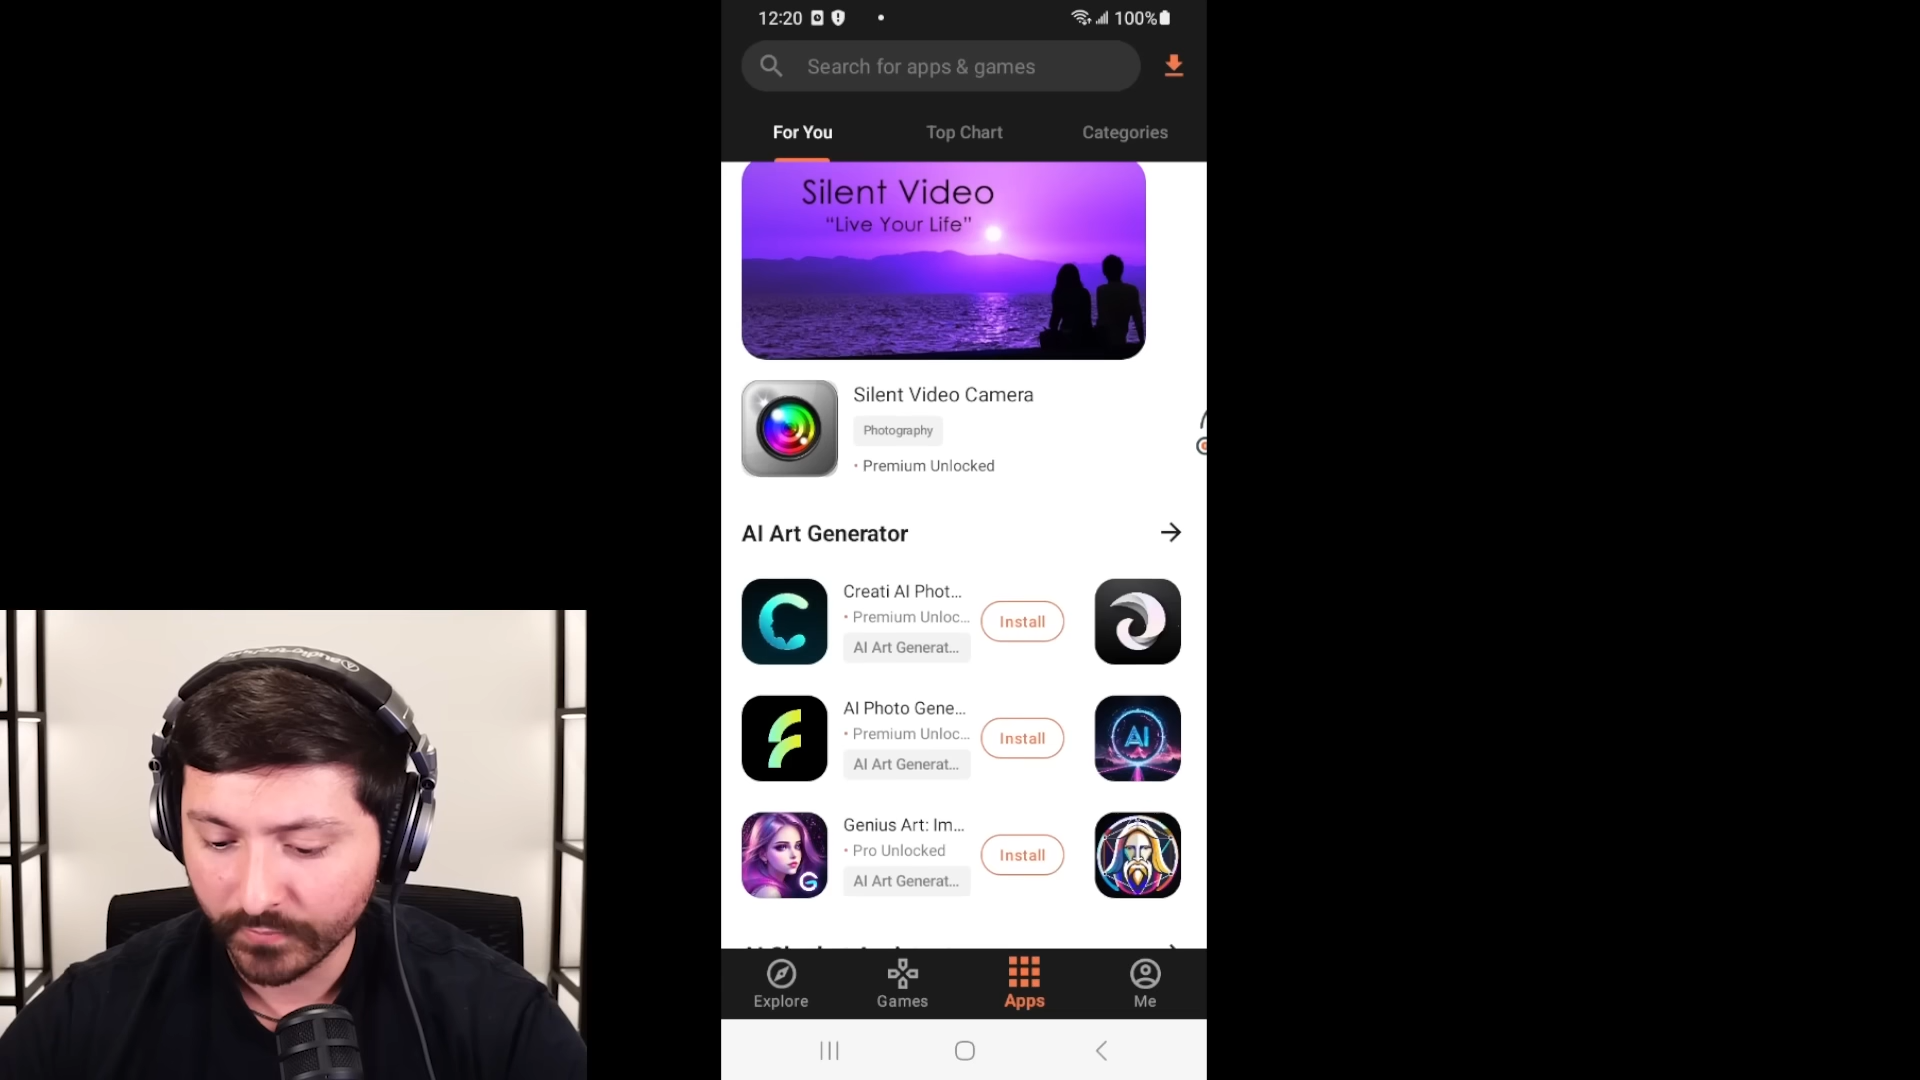 12:20
100%
Search for apps & games
For You
Top Chart
Categories
Silent Video
“Live Your Life”
Silent Video Camera
Photography
• Premium Unlocked
AI Art Generator
Creati AI Phot...
• Premium Unloc...
AI Art Generat...
Install
AI Photo Gene...
• Premium Unloc...
AI Art Generat...
Install
AI
Genius Art: Im...
• Pro Unlocked
AI Art Generat...
Install
G
Explore
Games
Apps
Me